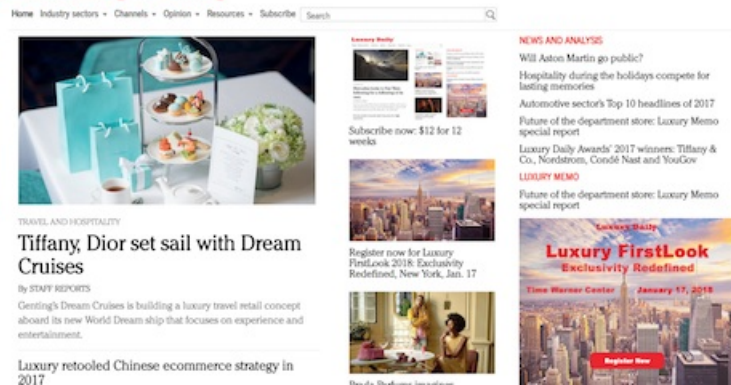 Home Industry sectors Channels Opinion Resources Subscribe Search
TRAVEL AND HOSPITALITY
Tiffany, Dior set sail with Dream
Cruises
By STAFF REPORTS
Genting's Dream Cruises is building a luxury travel retail concept
aboard its new World Dream ship that focuses on experience and
entertainment.
Luxury retooled Chinese ecommerce strategy in
2017
Luxury Daily
Subscribe now: $12 for 12
weeks
Register now for Luxury
FirstLook 2018: Exclusivity
Redefined, New York, Jan. 17
NEWS AND ANALYSIS
Will Aston Martin go public?
Hospitality during the holidays compete for
lasting memories
Automotive sector's Top 10 headlines of 2017
Future of the department store: Luxury Memo
special report
Luxury Daily Awards' 2017 winners: Tiffany &
Co., Nordstrom, Condé Nast and YouGov
LUXURY MEMO
Future of the department store: Luxury Memo
special report
Luxury Daily
Luxury FirstLook
Exclusivity Redefined
Time Warner Center January 17, 2018
Register Now